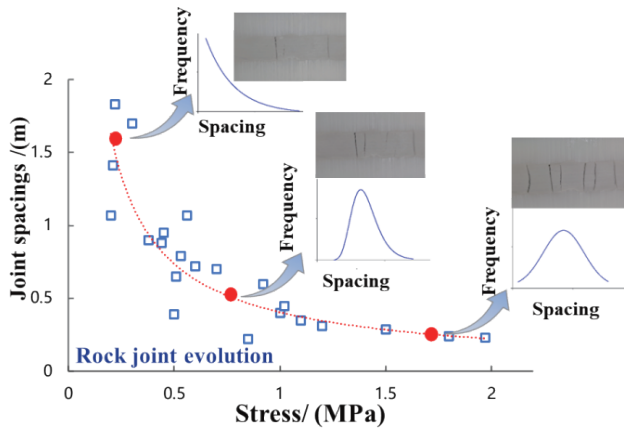 Frequency
Spacing
Frequency
Spacing
Frequency
Spacing
Joint spacings /(m)
2
1.5
1
0.5
0
Rock joint evolution
0
0.5
1
1.5
2
Stress/ (MPa)